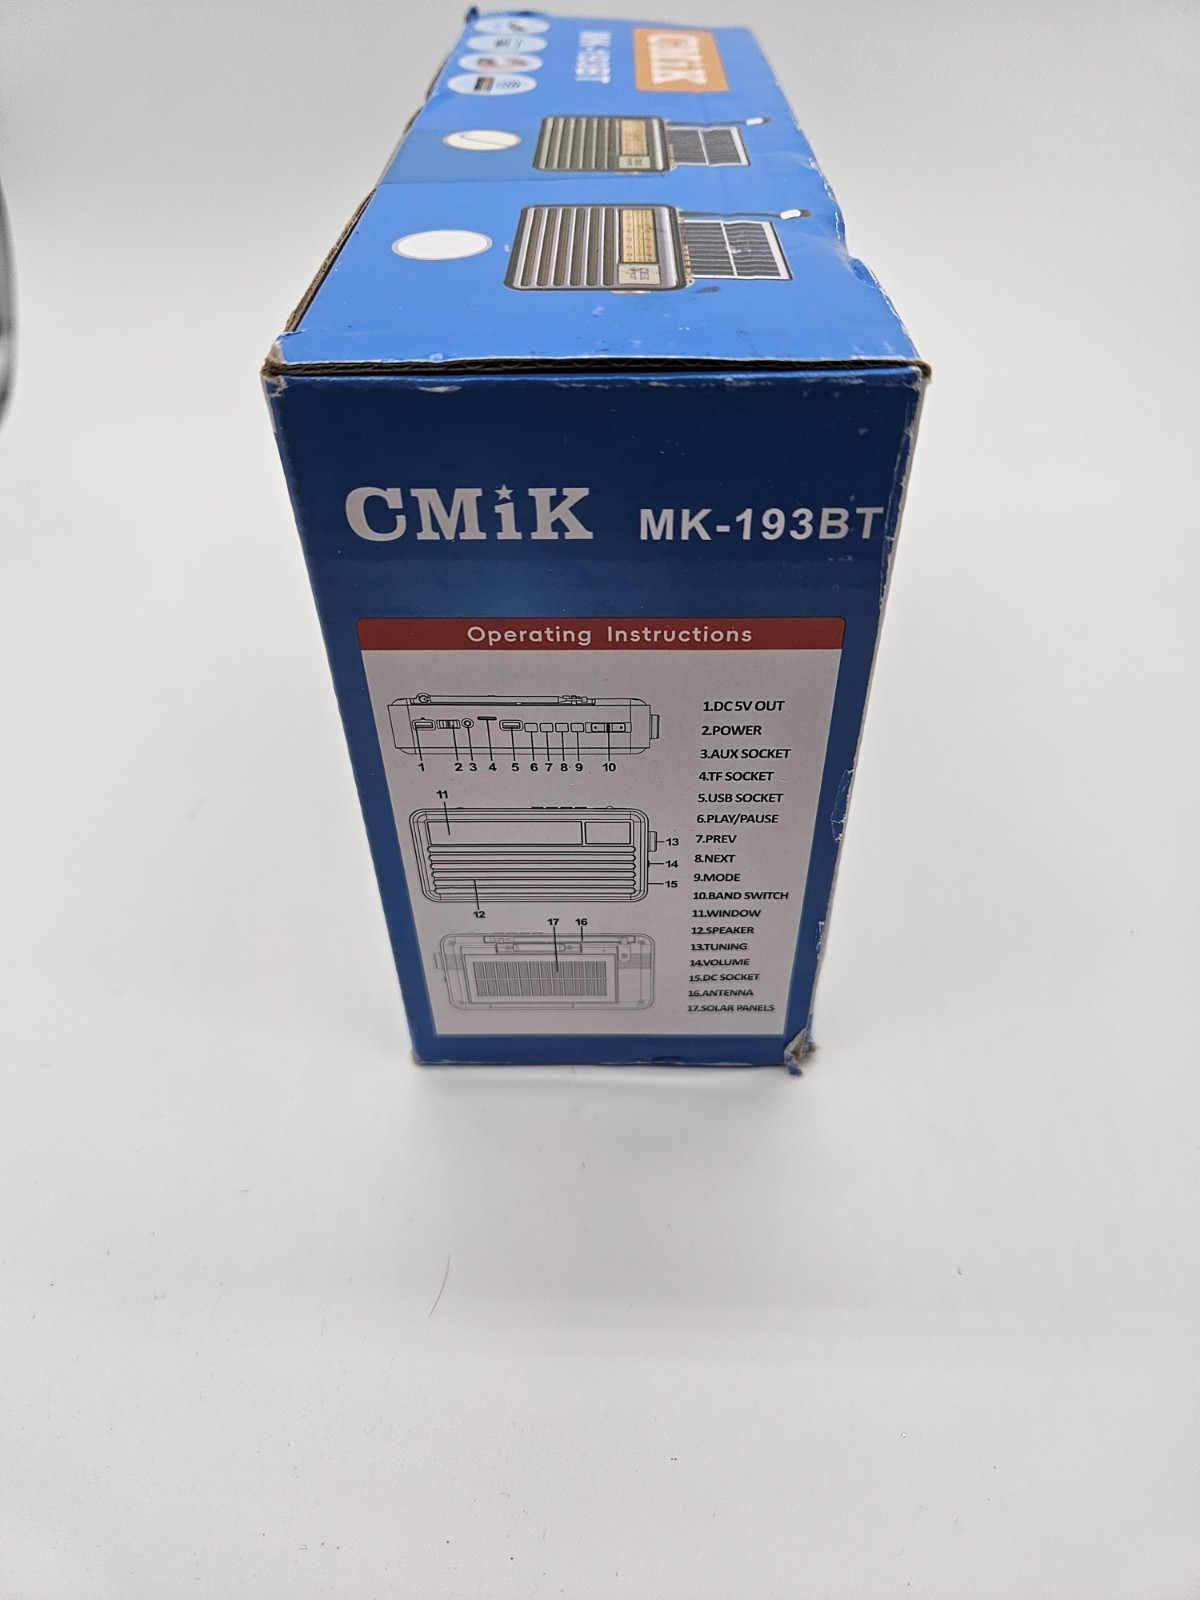 CMiK
MK-193BT
CMiK MK-193BT
Operating Instructions
1 2 3 4 5 6 7 8 9 10
11
13
14
15
12
17 16
1.DC 5V OUT
2.POWER
3.AUX SOCKET
4.TF SOCKET
5.USB SOCKET
6.PLAY/PAUSE
7.PREV
8.NEXT
9.MODE
10.BAND SWITCH
11.WINDOW
12.SPEAKER
13.TUNING
14.VOLUME
15.DC SOCKET
16.ANTENNA
17.SOLAR PANELS